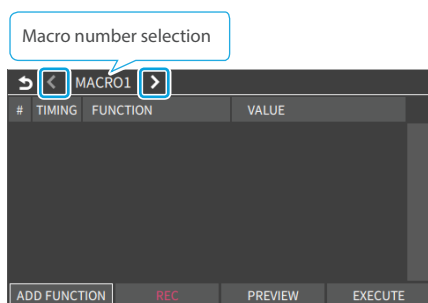 Macro number selection
MACRO1
# TIMING FUNCTION VALUE
ADD FUNCTION REC PREVIEW EXECUTE